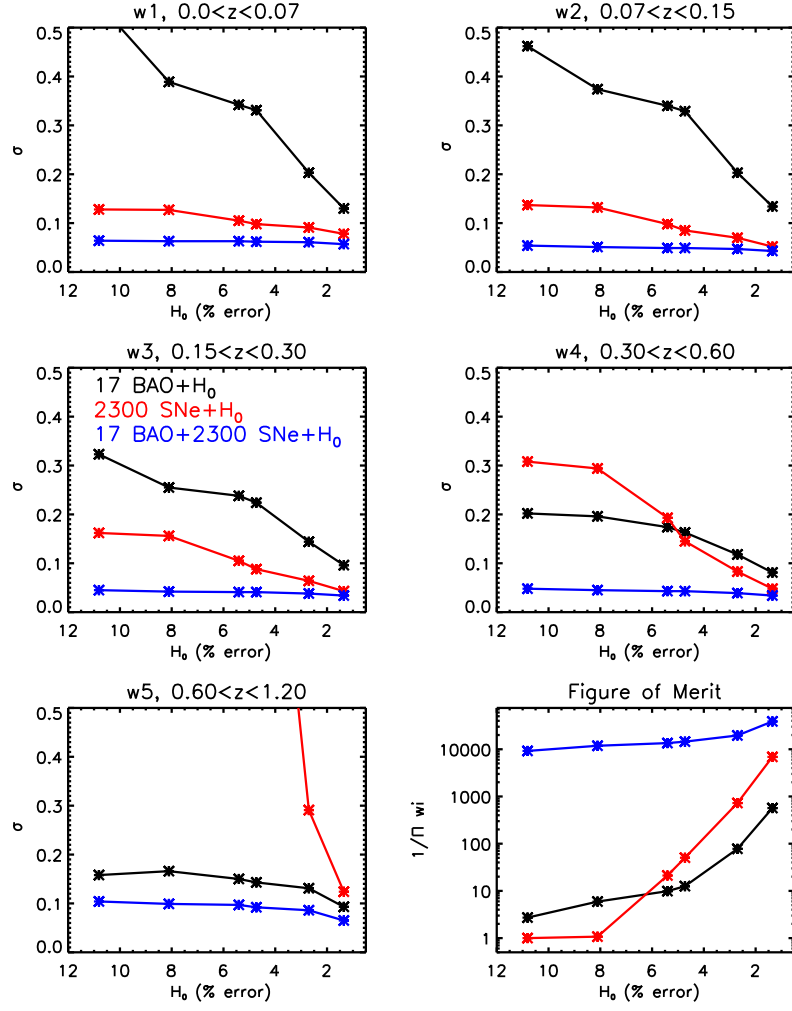 w1, 0.0<z<0.07
w2, 0.07<z<0.15
0.5
0.4
0.3
0.2
0.1
0.0
σ
12 10 8 6 4 2
H₀ (% error)
0.5
0.4
0.3
0.2
0.1
0.0
σ
12 10 8 6 4 2
H₀ (% error)
w3, 0.15<z<0.30
w4, 0.30<z<0.60
17 BAO+H₀
2300 SNe+H₀
17 BAO+2300 SNe+H₀
0.5
0.4
0.3
0.2
0.1
0.0
σ
12 10 8 6 4 2
H₀ (% error)
0.5
0.4
0.3
0.2
0.1
0.0
σ
12 10 8 6 4 2
H₀ (% error)
w5, 0.60<z<1.20
Figure of Merit
0.5
0.4
0.3
0.2
0.1
0.0
σ
12 10 8 6 4 2
H₀ (% error)
10000
1000
100
10
1
1/Π wi
12 10 8 6 4 2
H₀ (% error)